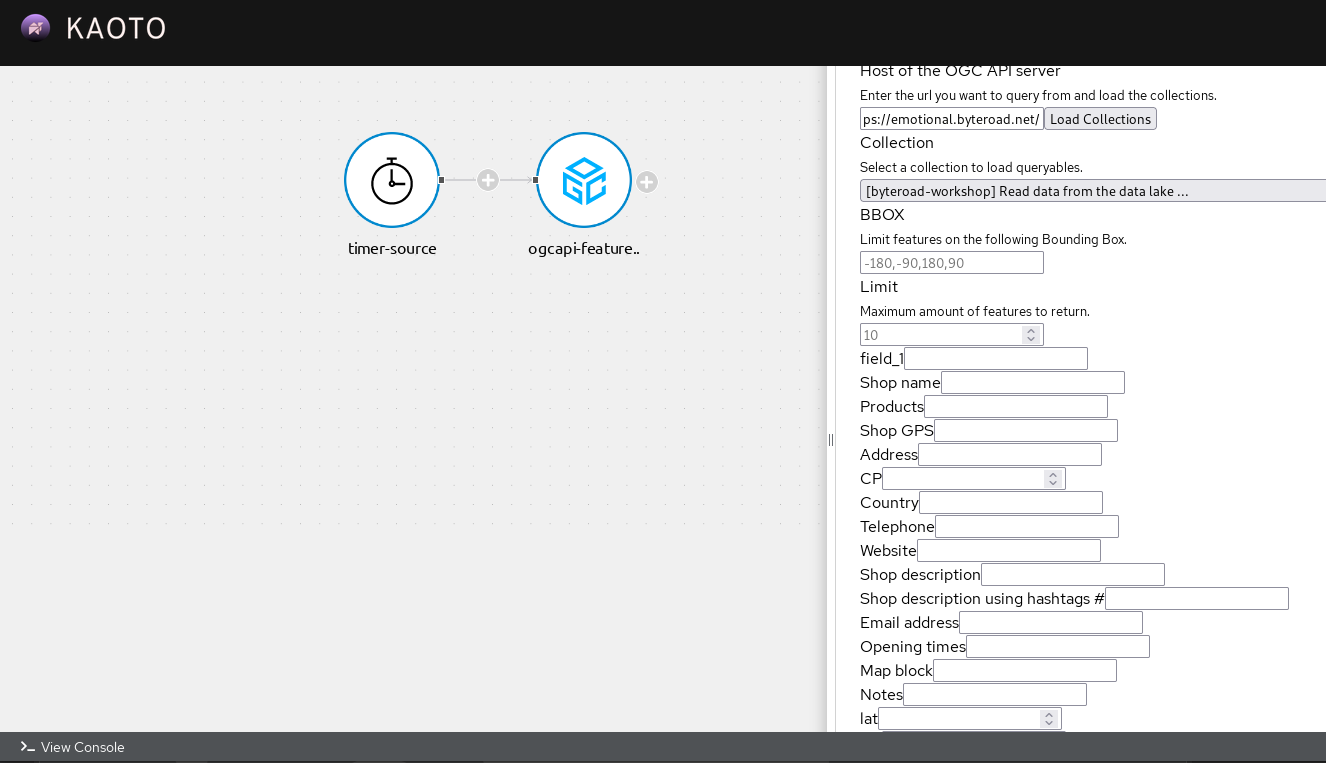 KAOTO
timer-source
ogcapi-feature..
Host of the OGC API server
Enter the url you want to query from and load the collections.
ps://emotional.byteroad.net/ Load Collections
Collection
Select a collection to load queryables.
[byteroad-workshop] Read data from the data lake ...
BBOX
Limit features on the following Bounding Box.
-180,-90,180,90
Limit
Maximum amount of features to return.
10
field_1
Shop name
Products
Shop GPS
Address
CP
Country
Telephone
Website
Shop description
Shop description using hashtags #
Email address
Opening times
Map block
Notes
lat
View Console